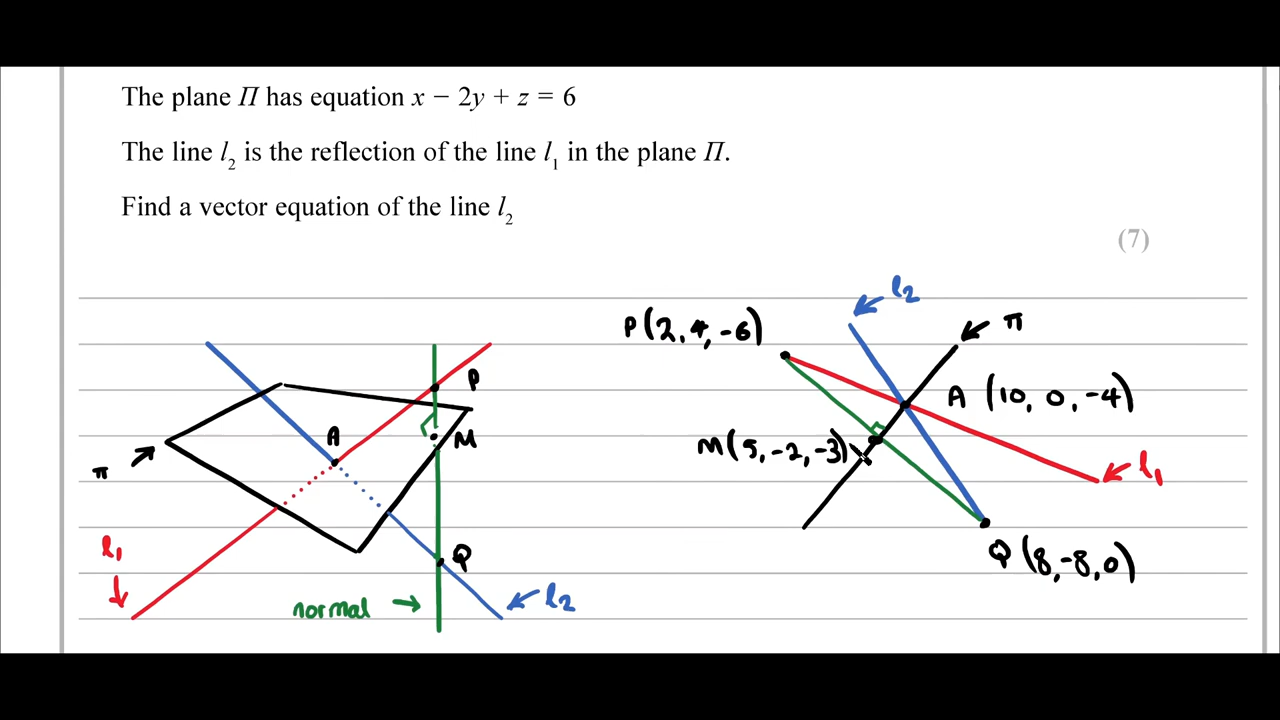 The plane Π has equation x − 2y + z = 6
The line l₂ is the reflection of the line l₁ in the plane Π.
Find a vector equation of the line l₂
(7)
l₂
π
P(2, 4, -6)
A (10, 0, -4)
M(5, -2, -3)
l₁
Q (8, -8, 0)
P
A
M
π
Q
l₁
normal
l₂